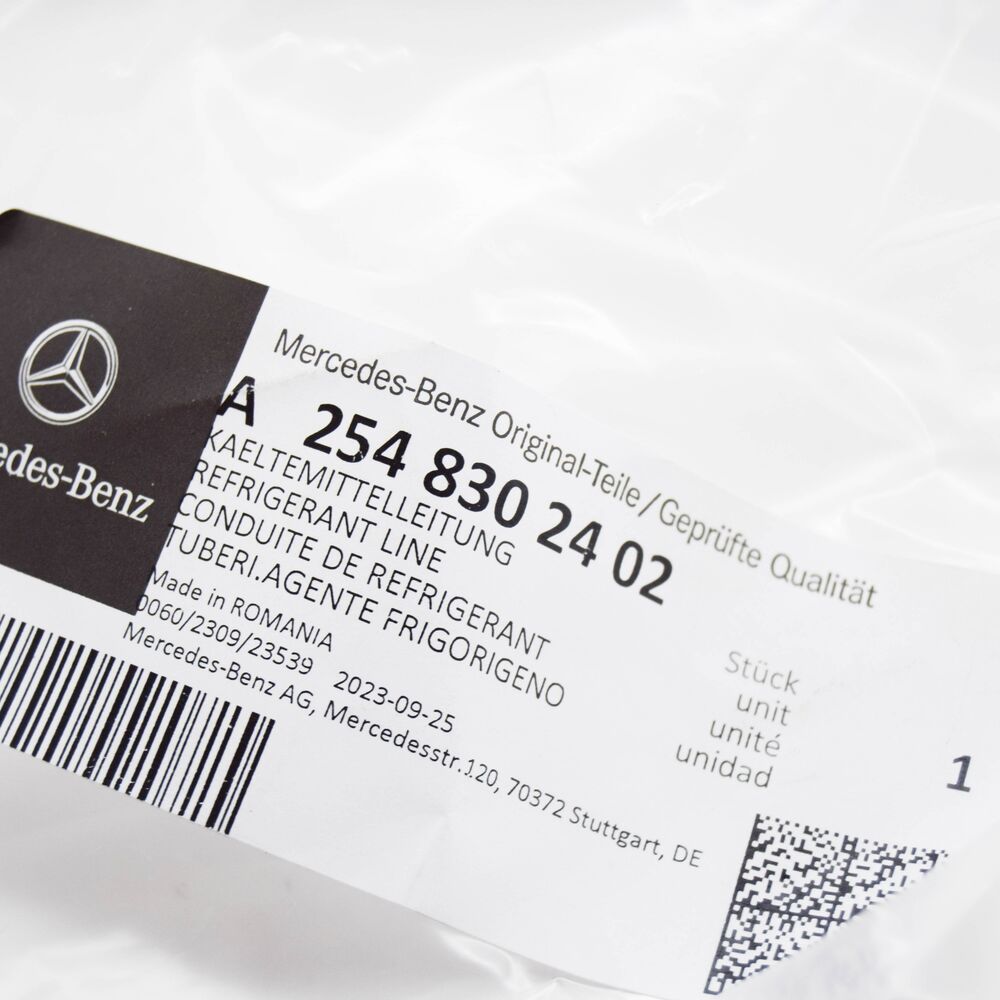 edes-Benz
Mercedes-Benz Original-Teile/Geprüfte Qualität
A 254 830 24 02
KAELTEMITTELLEITUNG
REFRIGERANT LINE
CONDUITE DE REFRIGERANT
TUBERI.AGENTE FRIGORIGENO
Made in ROMANIA
0060/2309/23539 2023-09-25
Mercedes-Benz AG, Mercedesstr.120, 70372 Stuttgart, DE
Stück
unit
unité
unidad
1